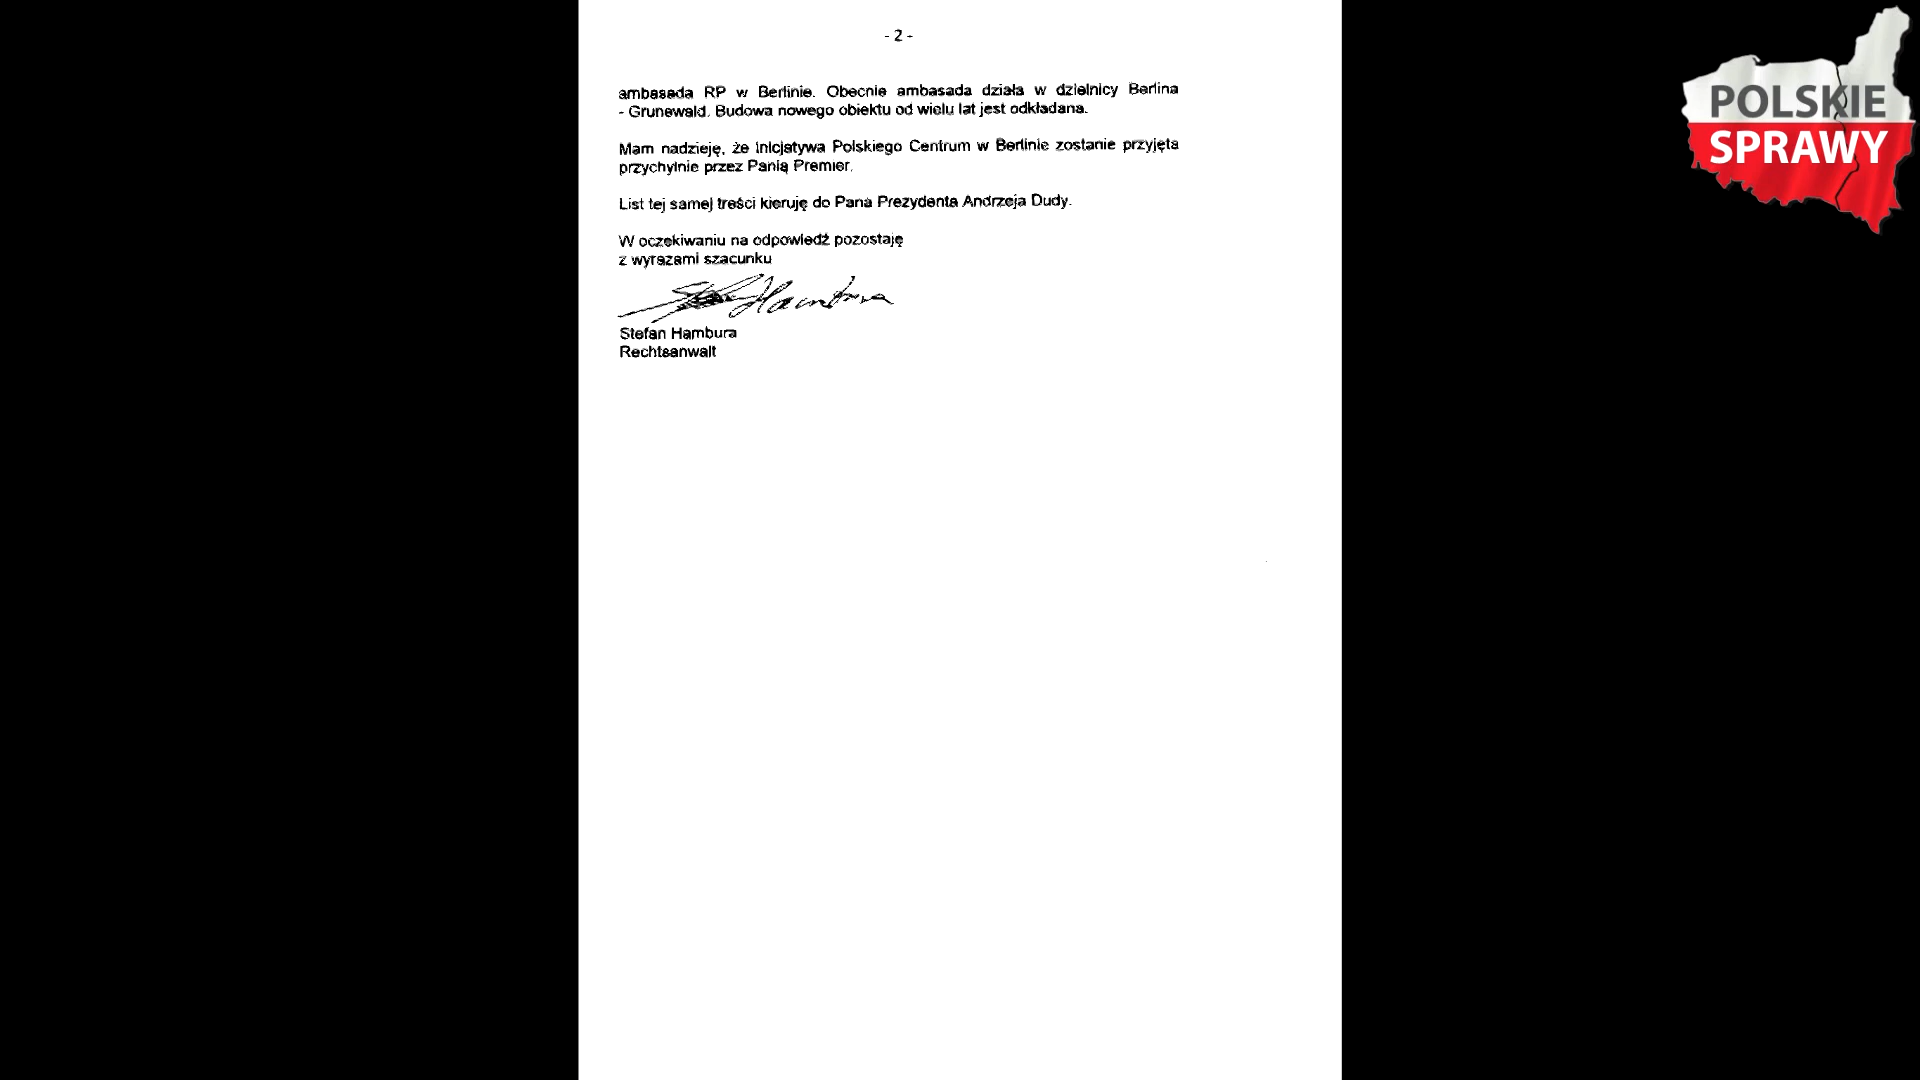 - 2 -
ambasada RP w Berlinie. Obecnie ambasada działa w dzielnicy Berlina
- Grunewald. Budowa nowego obiektu od wielu lat jest odkładana.
Mam nadzieję, że inicjatywa Polskiego Centrum w Berlinie zostanie przyjęta
przychylnie przez Panią Premier.
List tej samej treści kieruję do Pana Prezydenta Andrzeja Dudy.
W oczekiwaniu na odpowiedź pozostaję
z wyrazami szacunku
Stefan Hambura
Stefan Hambura
Rechtsanwalt
POLSKIE
SPRAWY